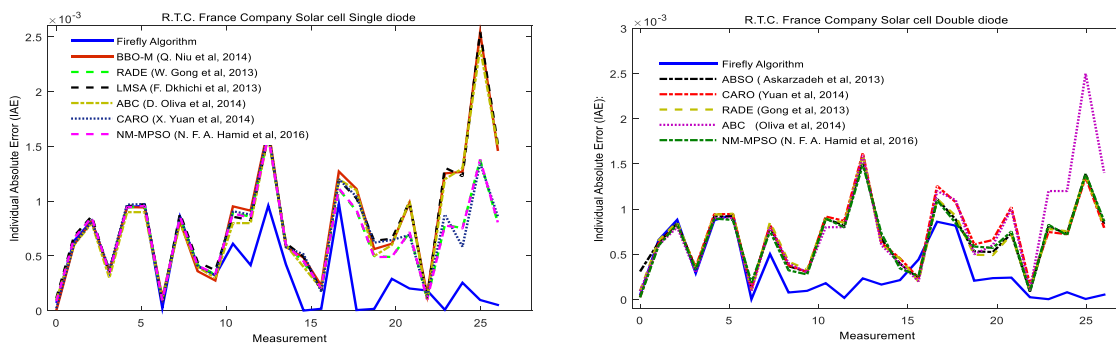 R.T.C. France Company Solar cell Single diode
×10⁻³
2.5
2
1.5
1
0.5
0
Individual Absolute Error (IAE)
Firefly Algorithm
BBO-M (Q. Niu et al, 2014)
RADE (W. Gong et al, 2013)
LMSA (F. Dkhichi et al, 2013)
ABC (D. Oliva et al, 2014)
CARO (X. Yuan et al, 2014)
NM-MPSO (N. F. A. Hamid et al, 2016)
0 5 10 15 20 25
Measurement
R.T.C. France Company Solar cell Double diode
×10⁻³
3
2.5
2
1.5
1
0.5
0
Individual Absolute Error (IAE):
Firefly Algorithm
ABSO ( Askarzadeh et al, 2013)
CARO (Yuan et al, 2014)
RADE (Gong et al, 2013)
ABC (Oliva et al, 2014)
NM-MPSO (N. F. A. Hamid et al, 2016)
0 5 10 15 20 25
Measurement